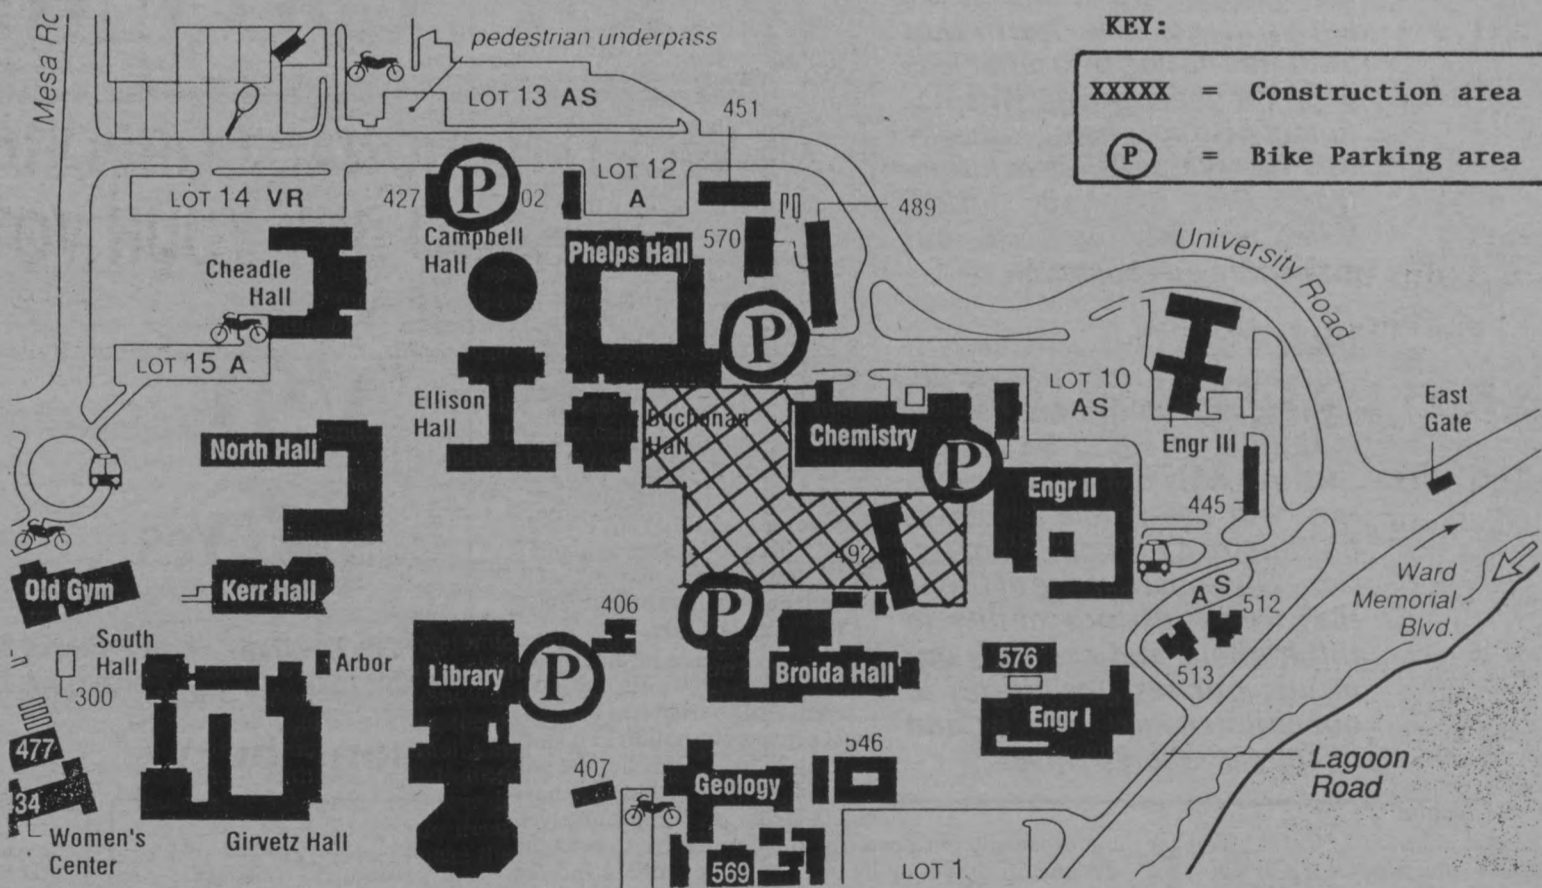 KEY:
XXXXX = Construction area
P = Bike Parking area
Mesa
pedestrian underpass
LOT 13 AS
451
LOT 14 VR
427
P
02
LOT 12
A
489
Campbell
Hall
Phelps Hall
570
University
Road
Cheadle
Hall
P
LOT 15 A
LOT 10
AS
Ellison
Hall
Buchanan
Hall
Chemistry
East
Gate
North Hall
P
Engr III
Engr II
445
Old Gym
Kerr Hall
92
Ward
Memorial
Blvd.
AS
512
406
P
South
Hall
Arbor
Library
P
Broida Hall
576
513
300
Engr I
477
546
Lagoon
Road
407
Geology
34
Women's
Center
Girvetz Hall
569
LOT 1